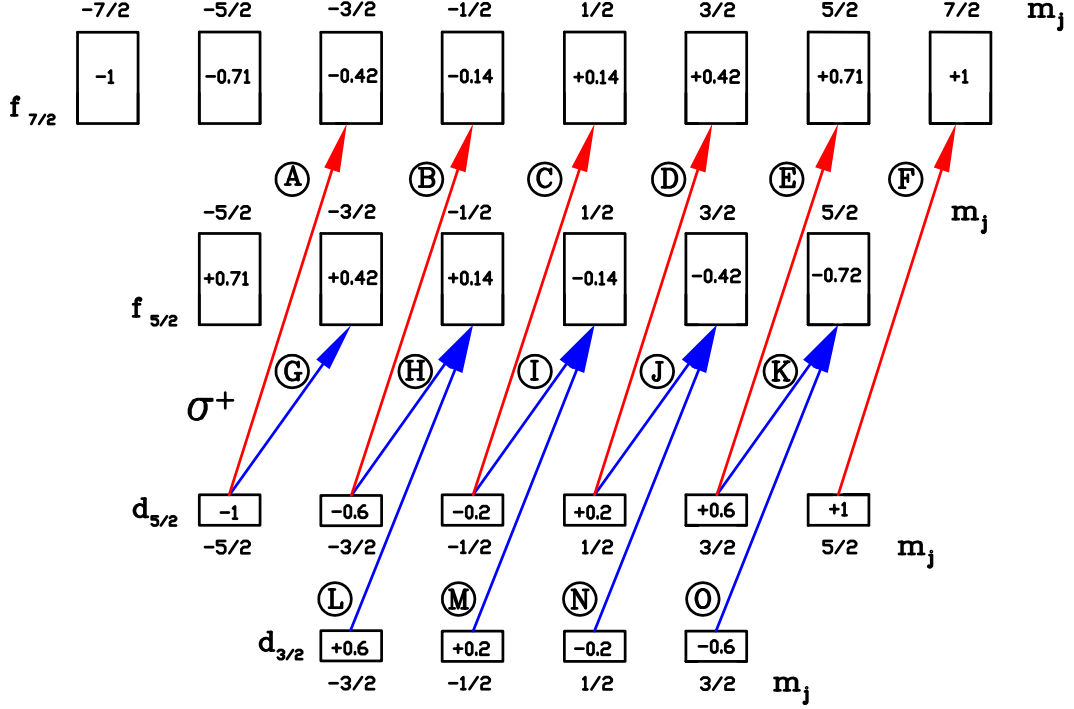 -7/2 -5/2 -3/2 -1/2 1/2 3/2 5/2 7/2 mj
f 7/2 -1 -0.71 -0.42 -0.14 +0.14 +0.42 +0.71 +1
A B C D E F
-5/2 -3/2 -1/2 1/2 3/2 5/2 mj
f 5/2 +0.71 +0.42 +0.14 -0.14 -0.42 -0.72
G H I J K
σ+
d5/2 -1 -0.6 -0.2 +0.2 +0.6 +1
-5/2 -3/2 -1/2 1/2 3/2 5/2 mj
L M N O
d3/2 +0.6 +0.2 -0.2 -0.6
-3/2 -1/2 1/2 3/2 mj